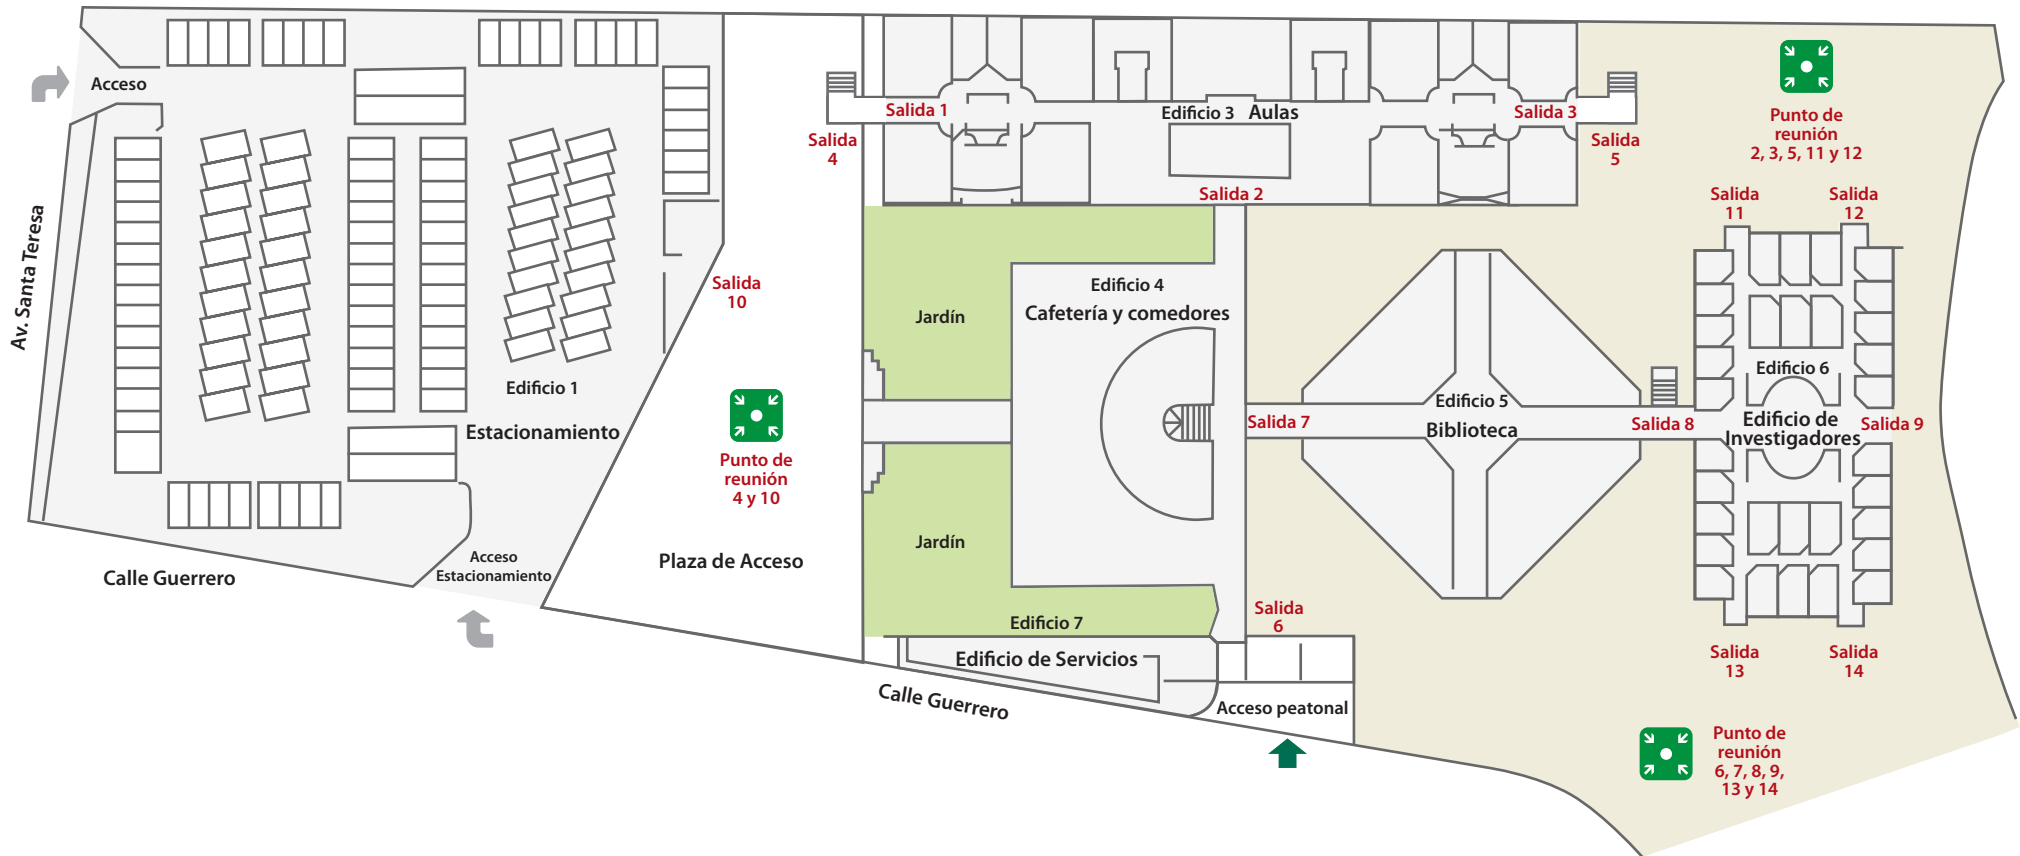 Acceso
Av. Santa Teresa
Calle Guerrero
Edificio 1
Estacionamiento
Acceso
Estacionamiento
Salida
10
Punto de
reunión
4 y 10
Plaza de Acceso
Salida
4
Salida 1
Edificio 3 Aulas
Salida 3
Salida
5
Salida 2
Punto de
reunión
2, 3, 5, 11 y 12
Jardín
Edificio 4
Cafetería y comedores
Jardín
Salida 7
Edificio 5
Biblioteca
Salida 8
Salida
11
Salida
12
Edificio 6
Edificio de
Investigadores
Salida 9
Salida
13
Salida
14
Edificio 7
Edificio de Servicios
Salida
6
Acceso peatonal
Calle Guerrero
Punto de
reunión
6, 7, 8, 9,
13 y 14